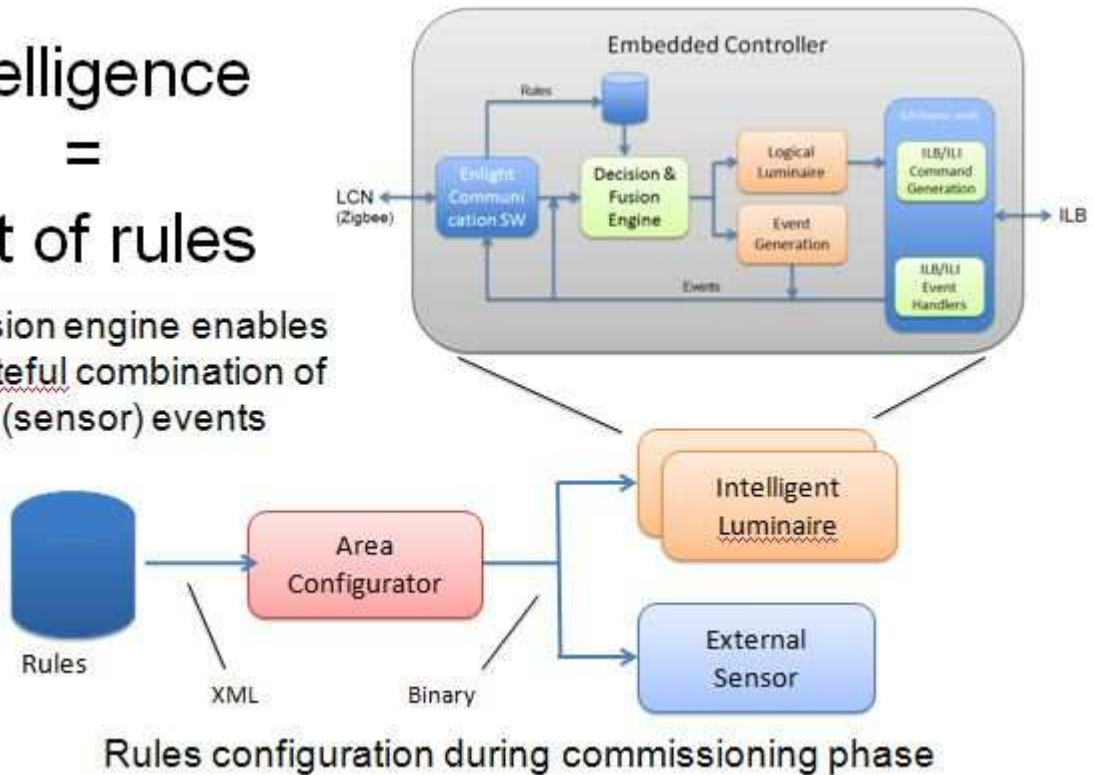 elligence
=
t of rules
sion engine enables
teful combination of
(sensor) events
Embedded Controller
Rules
LCN
(Zigbee)
Enlight
Communi
cation SW
Decision &
Fusion
Engine
Logical
Luminaire
Event
Generation
ILB/ILI
Command
Generation
ILB/ILI
Event
Handlers
ILB
Events
Intelligent
Luminaire
Area
Configurator
External
Sensor
Rules
XML
Binary
Rules configuration during commissioning phase